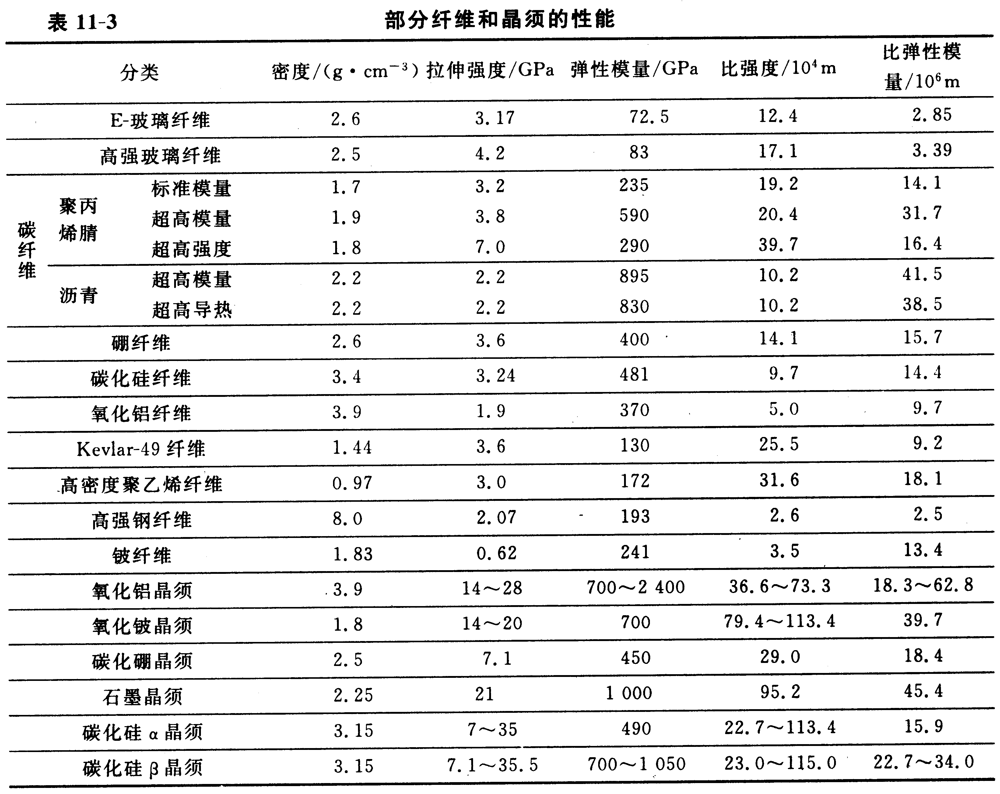 表 11-3 部分纤维和晶须的性能
分类 密度/(g·cm⁻³) 拉伸强度/GPa 弹性模量/GPa 比强度/10⁴m 比弹性模量/10⁶m
E-玻璃纤维 2.6 3.17 72.5 12.4 2.85
高强玻璃纤维 2.5 4.2 83 17.1 3.39
碳纤维 聚丙烯腈 标准模量 1.7 3.2 235 19.2 14.1
超高模量 1.9 3.8 590 20.4 31.7
超高强度 1.8 7.0 290 39.7 16.4
沥青 超高模量 2.2 2.2 895 10.2 41.5
超高导热 2.2 2.2 830 10.2 38.5
硼纤维 2.6 3.6 400 14.1 15.7
碳化硅纤维 3.4 3.24 481 9.7 14.4
氧化铝纤维 3.9 1.9 370 5.0 9.7
Kevlar-49 纤维 1.44 3.6 130 25.5 9.2
高密度聚乙烯纤维 0.97 3.0 172 31.6 18.1
高强钢纤维 8.0 2.07 193 2.6 2.5
铍纤维 1.83 0.62 241 3.5 13.4
氧化铝晶须 3.9 14～28 700～2 400 36.6～73.3 18.3～62.8
氧化铍晶须 1.8 14～20 700 79.4～113.4 39.7
碳化硼晶须 2.5 7.1 450 29.0 18.4
石墨晶须 2.25 21 1 000 95.2 45.4
碳化硅 α 晶须 3.15 7～35 490 22.7～113.4 15.9
碳化硅 β 晶须 3.15 7.1～35.5 700～1 050 23.0～115.0 22.7～34.0